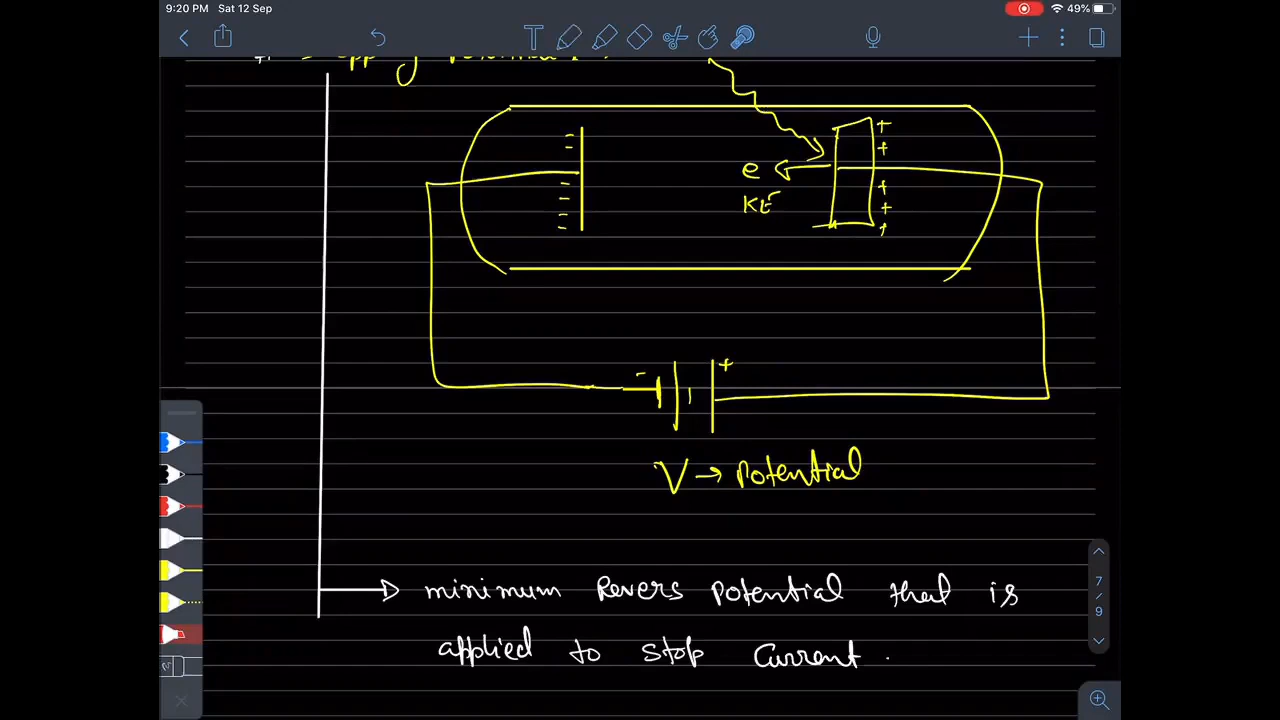 9:20 PM Sat 12 Sep
49%
+
+
e
KE
+
+
+
- +
V → potential
7
/
9
minimum Revers potential that is
applied to stop Current.